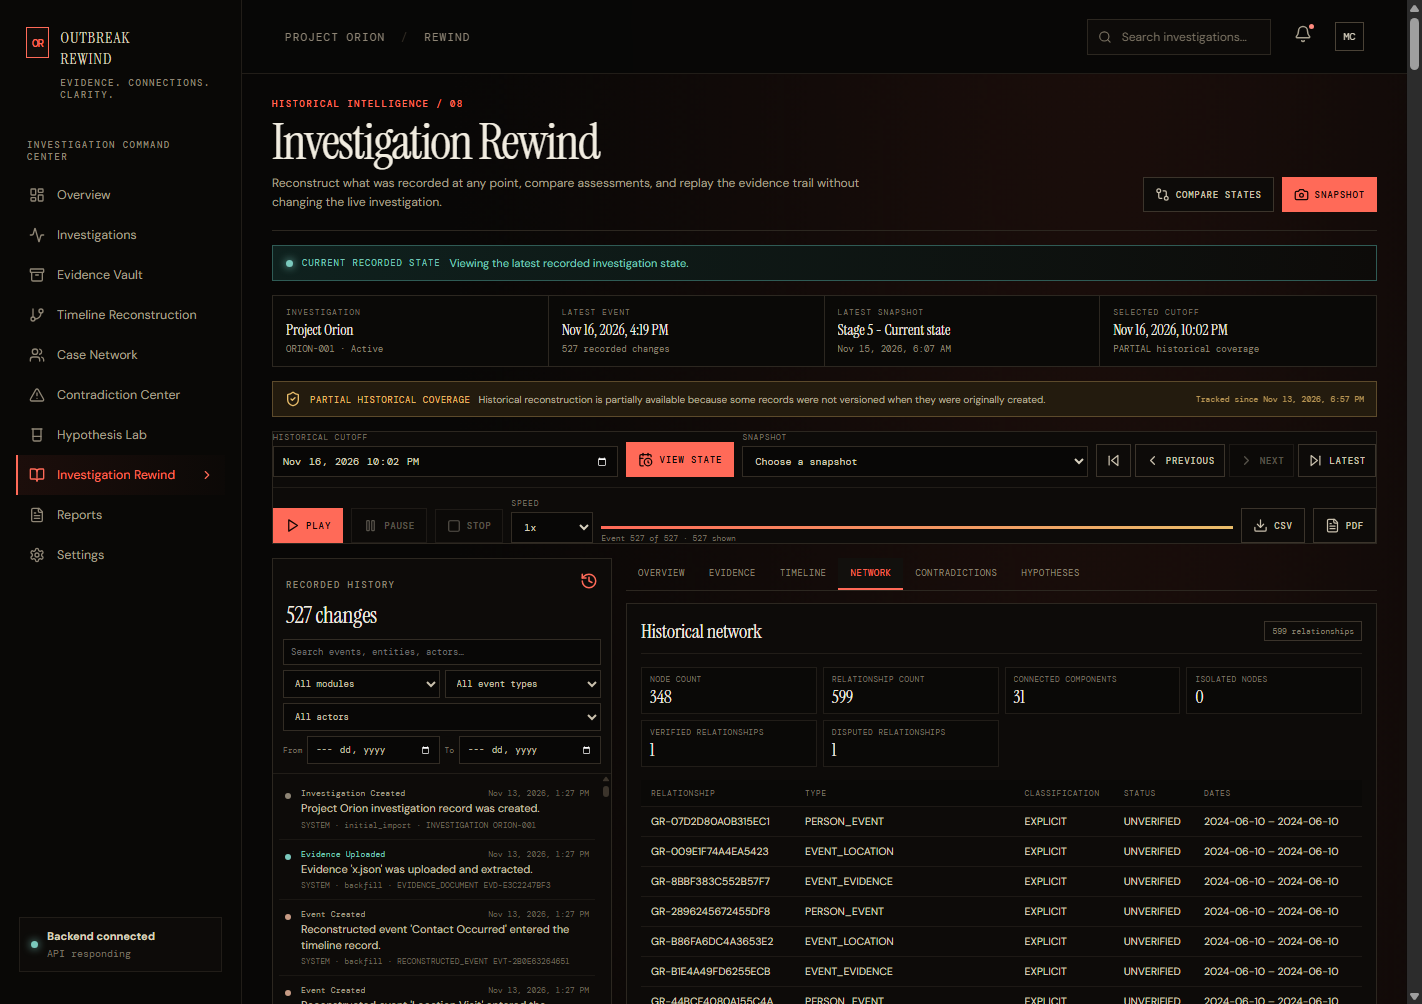 OR
OUTBREAK
REWIND
EVIDENCE. CONNECTIONS.
CLARITY.
INVESTIGATION COMMAND
CENTER
Overview
Investigations
Evidence Vault
Timeline Reconstruction
Case Network
Contradiction Center
Hypothesis Lab
Investigation Rewind
Reports
Settings
Backend connected
API responding
PROJECT ORION / REWIND
Search investigations…
MC
HISTORICAL INTELLIGENCE / 08
Investigation Rewind
Reconstruct what was recorded at any point, compare assessments, and replay the evidence trail without
changing the live investigation.
COMPARE STATES
SNAPSHOT
CURRENT RECORDED STATE Viewing the latest recorded investigation state.
INVESTIGATION
Project Orion
ORION-001 · Active
LATEST EVENT
Nov 16, 2026, 4:19 PM
527 recorded changes
LATEST SNAPSHOT
Stage 5 - Current state
Nov 15, 2026, 6:07 AM
SELECTED CUTOFF
Nov 16, 2026, 10:02 PM
PARTIAL historical coverage
PARTIAL HISTORICAL COVERAGE Historical reconstruction is partially available because some records were not versioned when they were originally created.
Tracked since Nov 13, 2026, 6:57 PM
HISTORICAL CUTOFF
Nov 16, 2026 10:02 PM
VIEW STATE
SNAPSHOT
Choose a snapshot
PREVIOUS
NEXT
LATEST
PLAY
PAUSE
STOP
SPEED
1x
Event 527 of 527 · 527 shown
CSV
PDF
RECORDED HISTORY
527 changes
Search events, entities, actors…
All modules
All event types
All actors
From --- dd, yyyy To --- dd, yyyy
Investigation Created Nov 13, 2026, 1:27 PM
Project Orion investigation record was created.
SYSTEM · initial_import · INVESTIGATION ORION-001
Evidence Uploaded Nov 13, 2026, 1:27 PM
Evidence 'x.json' was uploaded and extracted.
SYSTEM · backfill · EVIDENCE_DOCUMENT EVD-E3C2247BF3
Event Created Nov 13, 2026, 1:27 PM
Reconstructed event 'Contact Occurred' entered the
timeline record.
SYSTEM · backfill · RECONSTRUCTED_EVENT EVT-2B0E63264651
Event Created Nov 13, 2026, 1:27 PM
Reconstructed event 'Location Visit' entered the
OVERVIEW
EVIDENCE
TIMELINE
NETWORK
CONTRADICTIONS
HYPOTHESES
Historical network
599 relationships
NODE COUNT
348
RELATIONSHIP COUNT
599
CONNECTED COMPONENTS
31
ISOLATED NODES
0
VERIFIED RELATIONSHIPS
1
DISPUTED RELATIONSHIPS
1
RELATIONSHIP TYPE CLASSIFICATION STATUS DATES
GR-07D2D80A0B315EC1 PERSON_EVENT EXPLICIT UNVERIFIED 2024-06-10 – 2024-06-10
GR-009E1F74A4EA5423 EVENT_LOCATION EXPLICIT UNVERIFIED 2024-06-10 – 2024-06-10
GR-8BBF383C552B57F7 EVENT_EVIDENCE EXPLICIT UNVERIFIED 2024-06-10 – 2024-06-10
GR-2896245672455DF8 PERSON_EVENT EXPLICIT UNVERIFIED 2024-06-10 – 2024-06-10
GR-B86FA6DC4A3653E2 EVENT_LOCATION EXPLICIT UNVERIFIED 2024-06-10 – 2024-06-10
GR-B1E4A49FD6255ECB EVENT_EVIDENCE EXPLICIT UNVERIFIED 2024-06-10 – 2024-06-10
GR-44BCF4080A155C4A PERSON_EVENT EXPLICIT UNVERIFIED 2024-06-10 – 2024-06-10